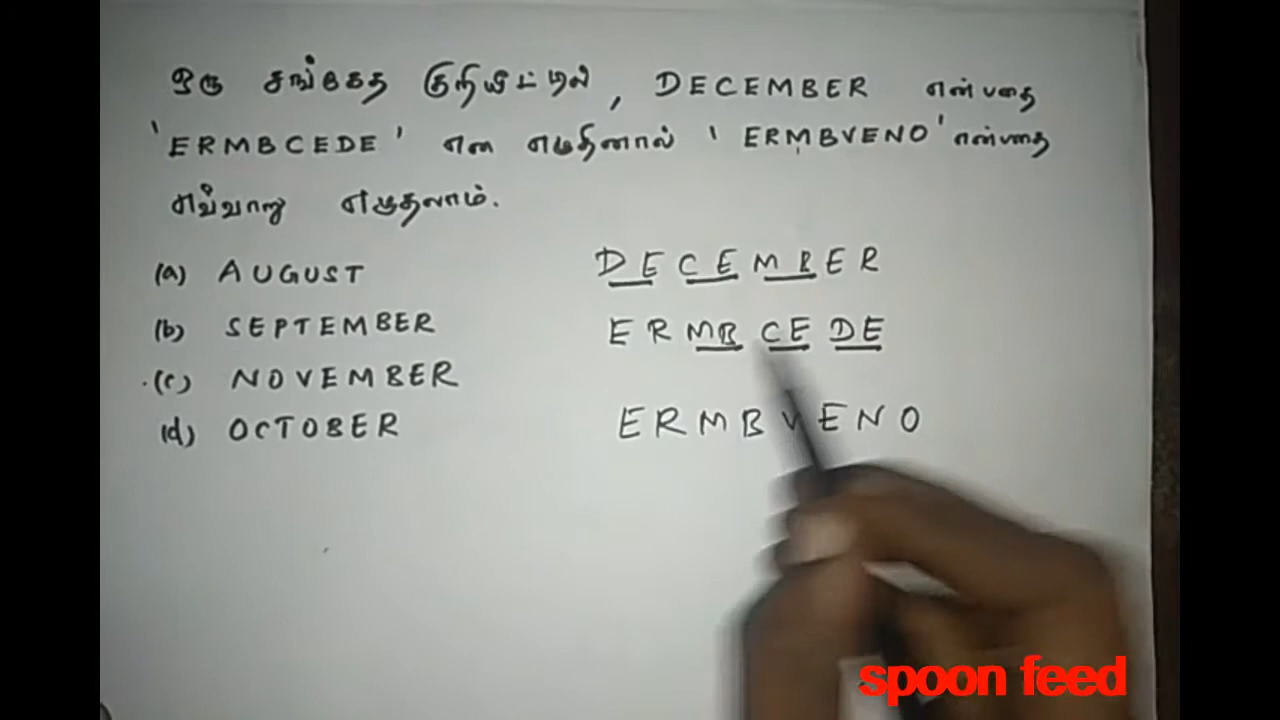 ஒரு சங்கேத குறியீட்டில், DECEMBER என்பதை
'ERMBCEDE' என எழுதினால் 'ERMBVENO' என்பதை
எவ்வாறு எழுதலாம்.
(a) AUGUST
(b) SEPTEMBER
(c) NOVEMBER
(d) OCTOBER
DECEMBER
ERMBCEDE
ERMBVENO
spoon feed